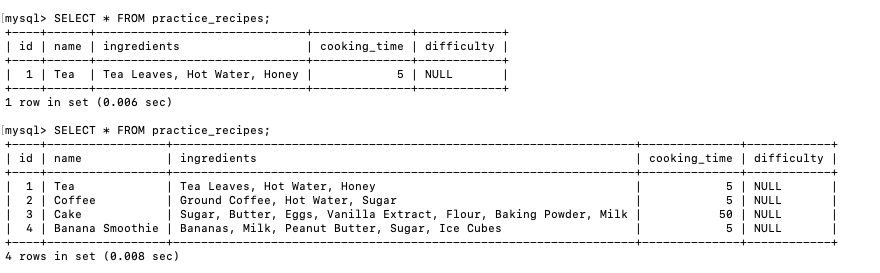 [mysql> SELECT * FROM practice_recipes;
+----+------+-------------------------------+--------------+------------+
| id | name | ingredients                   | cooking_time | difficulty |
+----+------+-------------------------------+--------------+------------+
|  1 | Tea  | Tea Leaves, Hot Water, Honey |            5 | NULL       |
+----+------+-------------------------------+--------------+------------+
1 row in set (0.006 sec)
[mysql> SELECT * FROM practice_recipes;
+----+-----------------+------------------------------------------------------------------+--------------+------------+
| id | name            | ingredients                                                      | cooking_time | difficulty |
+----+-----------------+------------------------------------------------------------------+--------------+------------+
|  1 | Tea             | Tea Leaves, Hot Water, Honey                                     |            5 | NULL       |
|  2 | Coffee          | Ground Coffee, Hot Water, Sugar                                  |            5 | NULL       |
|  3 | Cake            | Sugar, Butter, Eggs, Vanilla Extract, Flour, Baking Powder, Milk |           50 | NULL       |
|  4 | Banana Smoothie | Bananas, Milk, Peanut Butter, Sugar, Ice Cubes                   |            5 | NULL       |
+----+-----------------+------------------------------------------------------------------+--------------+------------+
4 rows in set (0.008 sec)